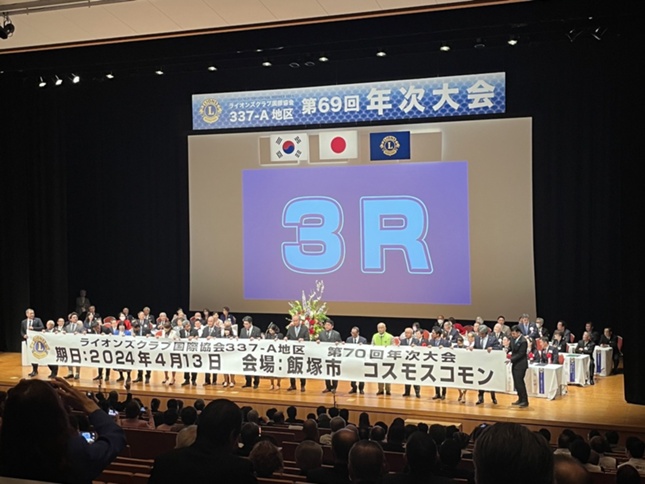 ライオンズクラブ国際協会
337-A地区
第69回 年次大会
L
3R
ライオンズクラブ国際協会337-A地区 第70回 年次大会
期日:2024年4月13日 会場:飯塚市 コスモスコモン